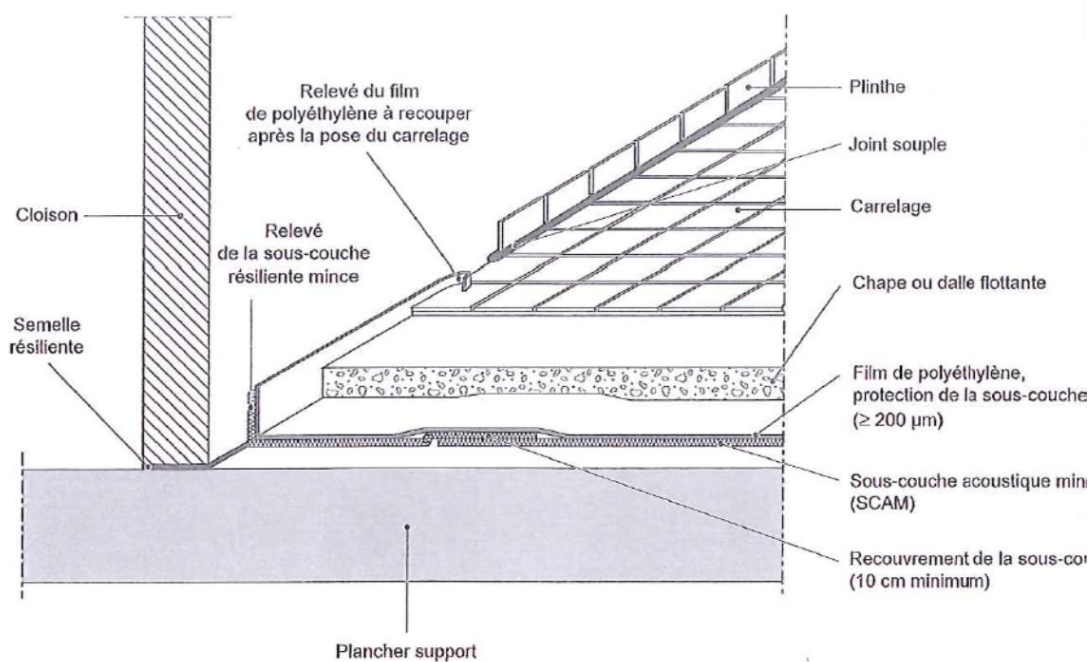 Relevé du film
de polyéthylène à recouper
après la pose du carrelage
Plinthe
Joint souple
Cloison
Carrelage
Relevé
de la sous-couche
résiliente mince
Chape ou dalle flottante
Semelle
résiliente
Film de polyéthylène,
protection de la sous-couche
(≥ 200 µm)
Sous-couche acoustique min
(SCAM)
Recouvrement de la sous-cou
(10 cm minimum)
Plancher support